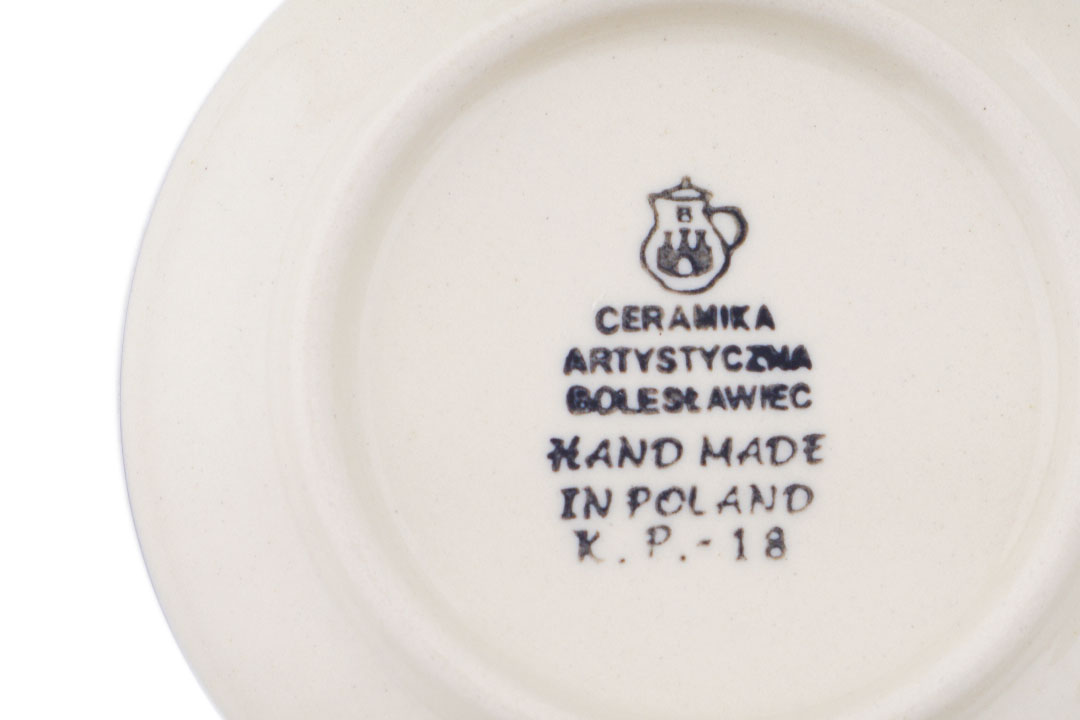 B
CERAMIKA
ARTYSTYCZNA
BOLESŁAWIEC
HAND MADE
IN POLAND
K.P.-18